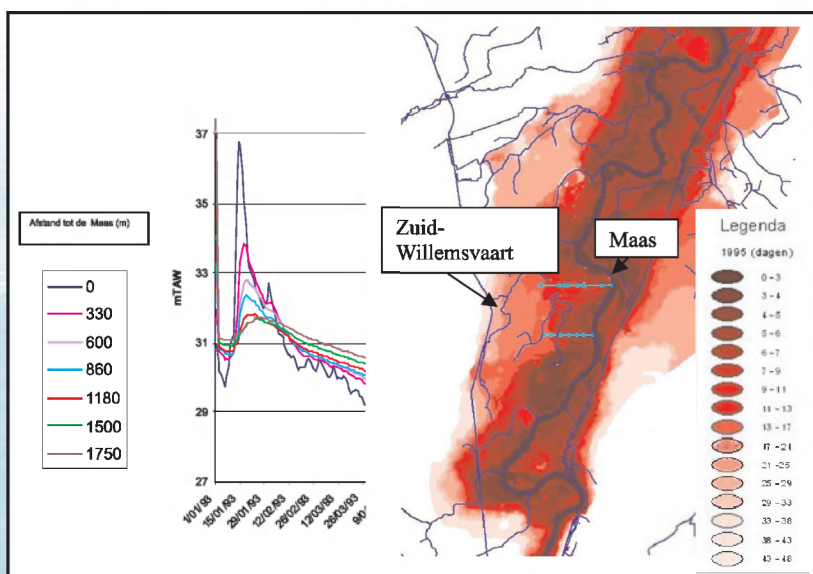 Afstand tot de Maas (m)
0
330
600
860
1180
1500
1750
mTAW
37
35
33
31
29
27
1/01/93
15/01/93
29/01/93
12/02/93
26/02/93
12/03/93
26/03/93
9/0
Zuid-
Willemsvaart
Maas
Legenda
1995 (dagen)
0 - 3
3 - 4
4 - 5
5 - 6
6 - 7
7 - 9
9 - 11
11 - 13
13 - 17
17 - 21
21 - 25
25 - 29
29 - 33
33 - 38
38 - 43
43 - 48